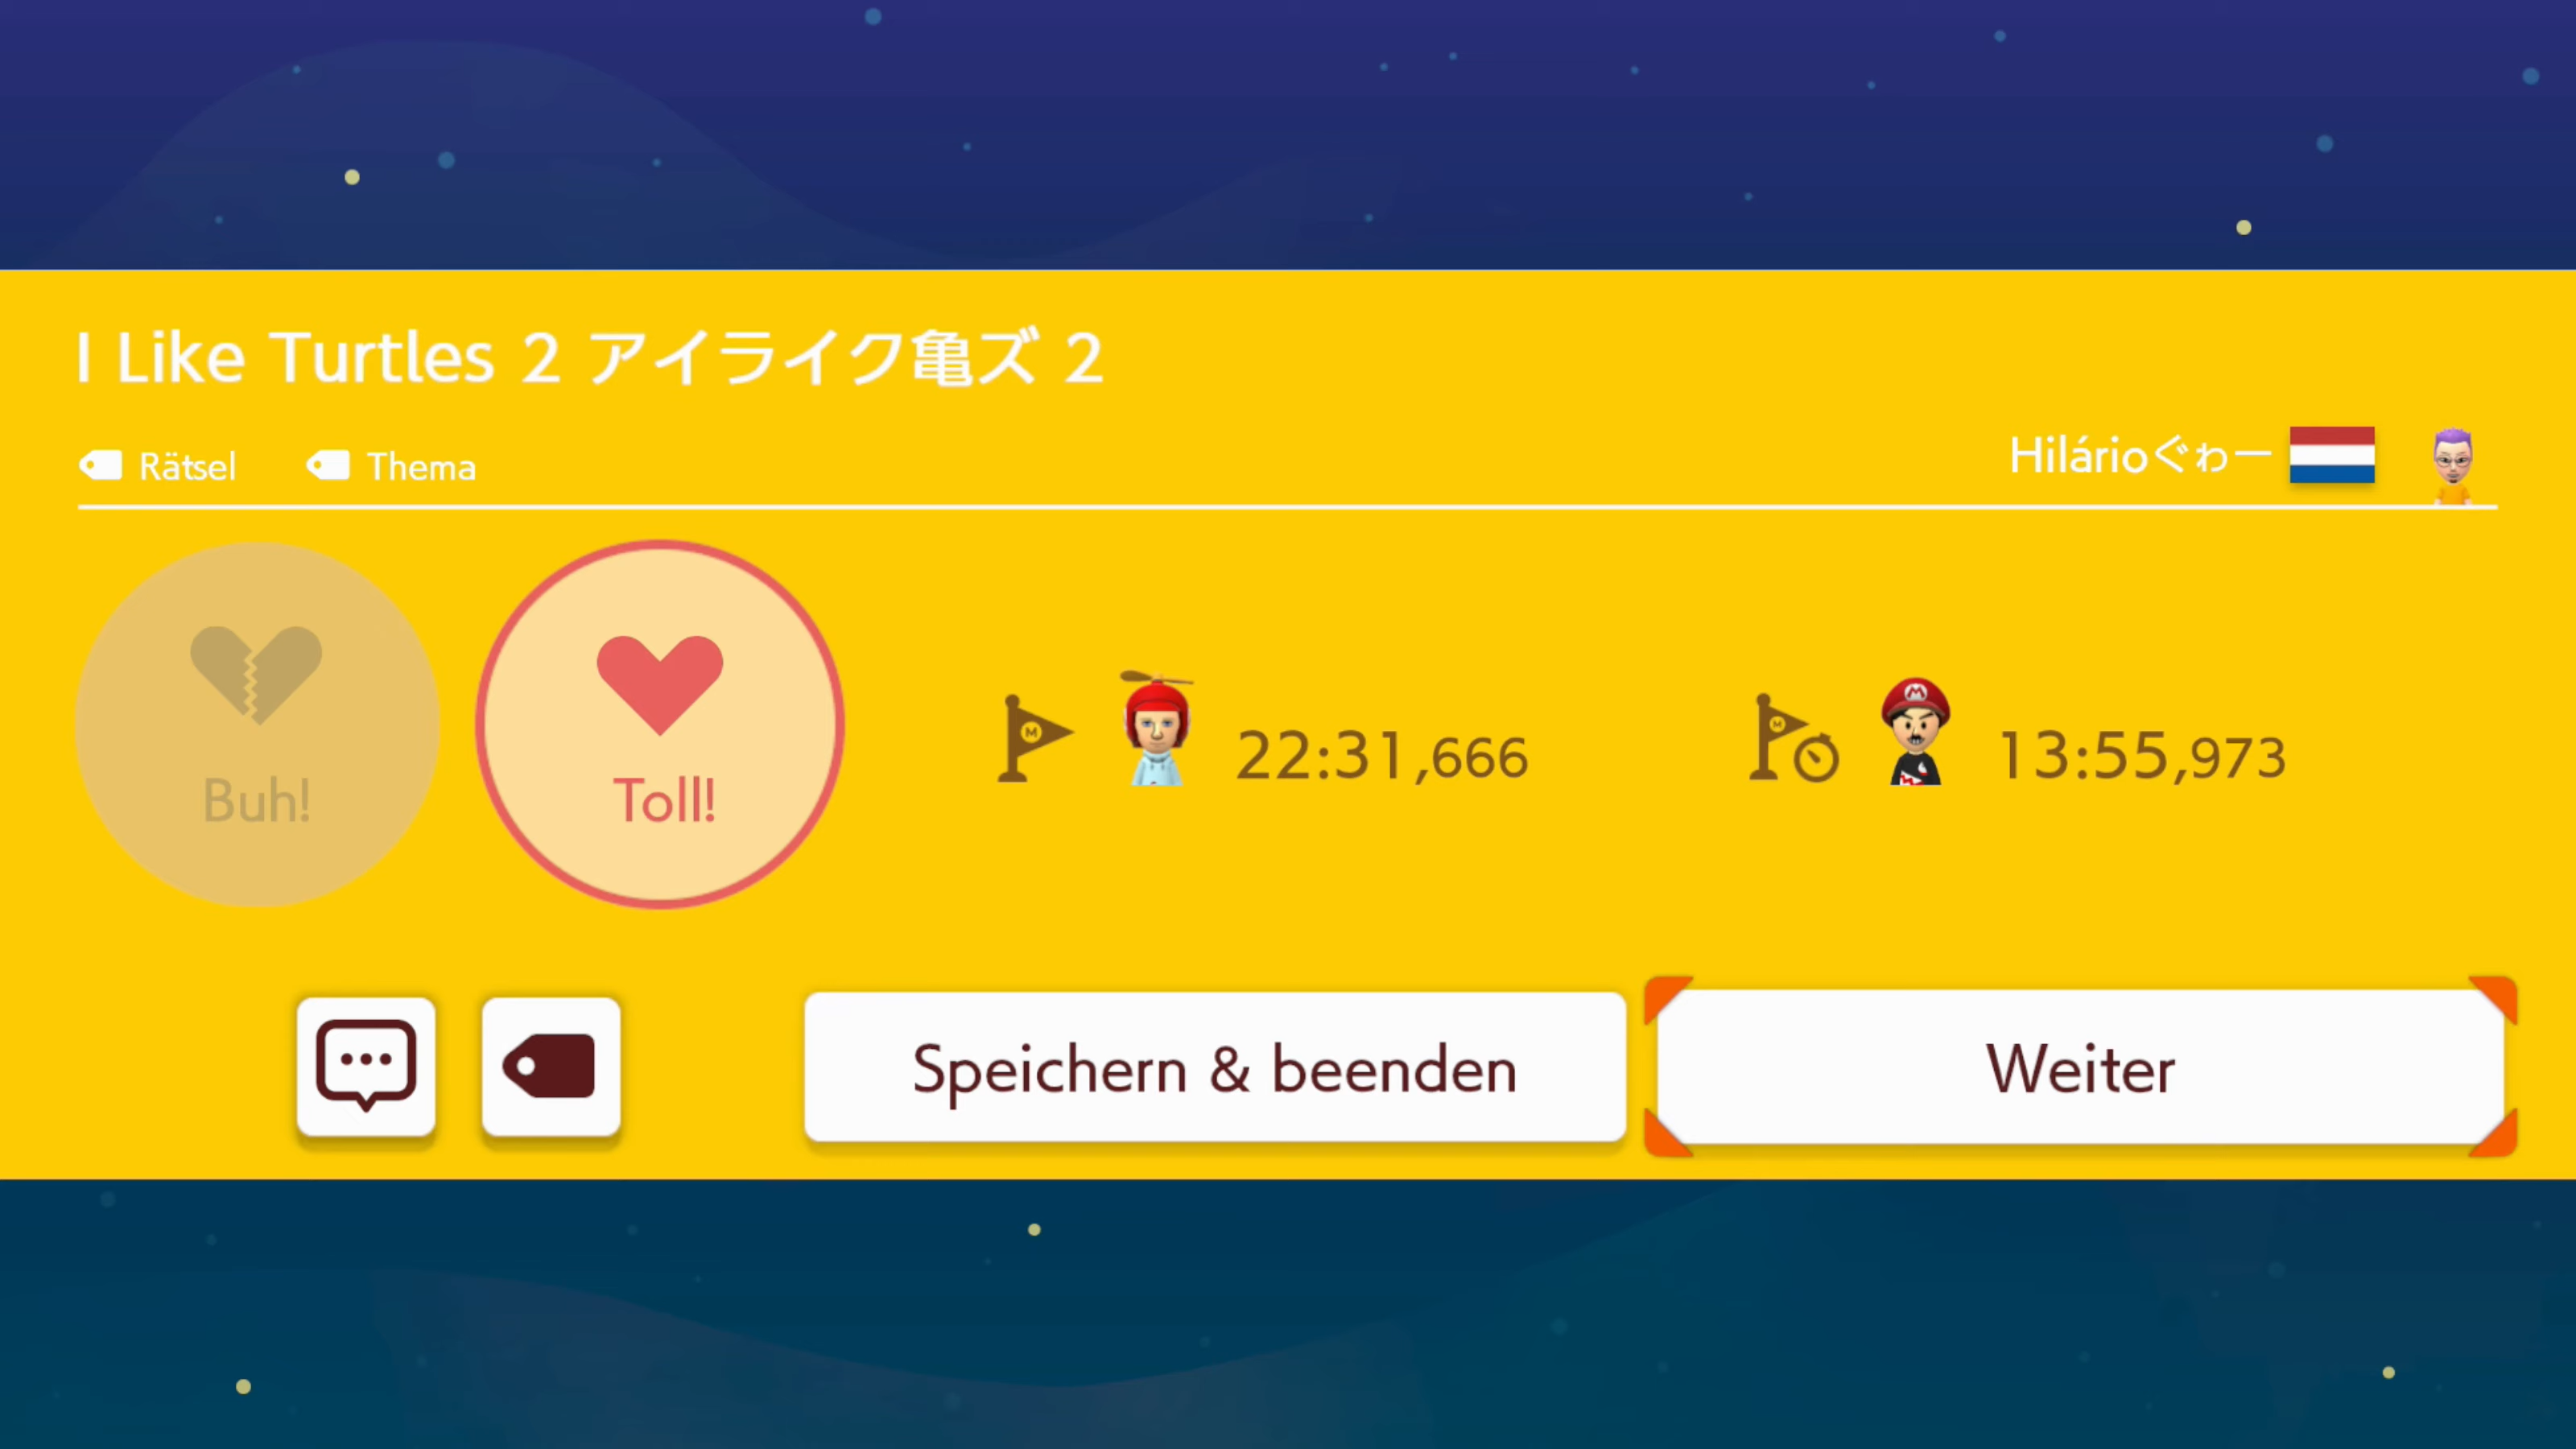 I Like Turtles 2 アイライク亀ズ 2
Rätsel Thema Hilárioぐゎー
Buh! Toll! M 22:31,666 M 13:55,973
Speichern & beenden Weiter